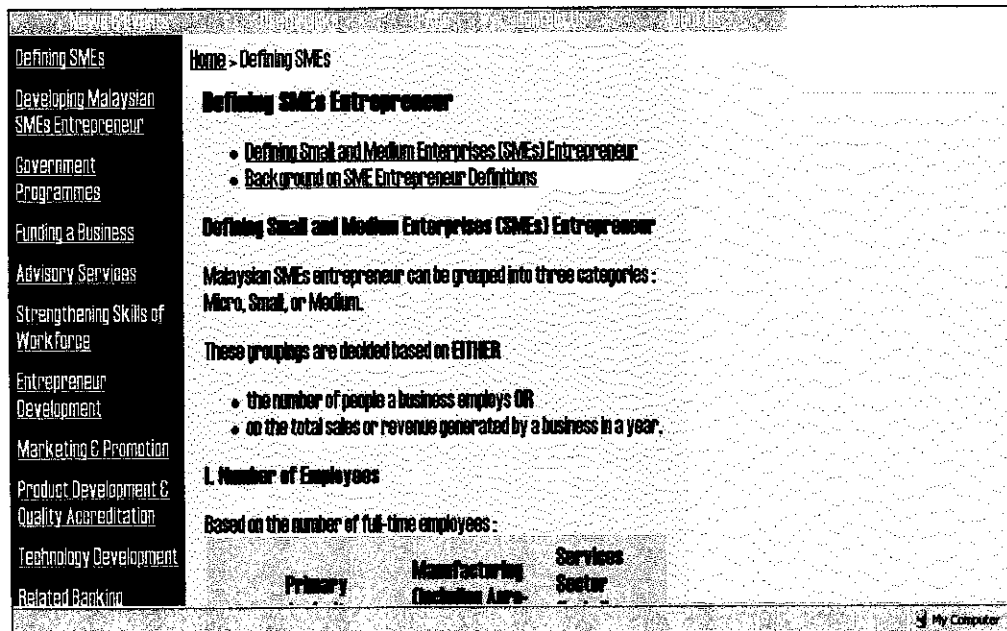 News & Events
Defining SMEs
Developing Malaysian
SMEs Entrepreneur
Government
Programmes
Funding a Business
Advisory Services
Strengthening Skills of
Workforce
Entrepreneur
Development
Marketing & Promotion
Product Development &
Quality Accreditation
Technology Development
Related Banking
Home > Defining SMEs
Defining SMEs Entrepreneur
• Defining Small and Medium Enterprises (SMEs) Entrepreneur
• Background on SME Entrepreneur Definitions
Defining Small and Medium Enterprises (SMEs) Entrepreneur
Malaysian SMEs entrepreneur can be grouped into three categories :
Micro, Small, or Medium.
These groupings are decided based on EITHER
• the number of people a business employs OR
• on the total sales or revenue generated by a business in a year.
I. Number of Employees
Based on the number of full-time employees :
Primary
Manufacturing
(Including Agro-
Services
Sector
My Computer